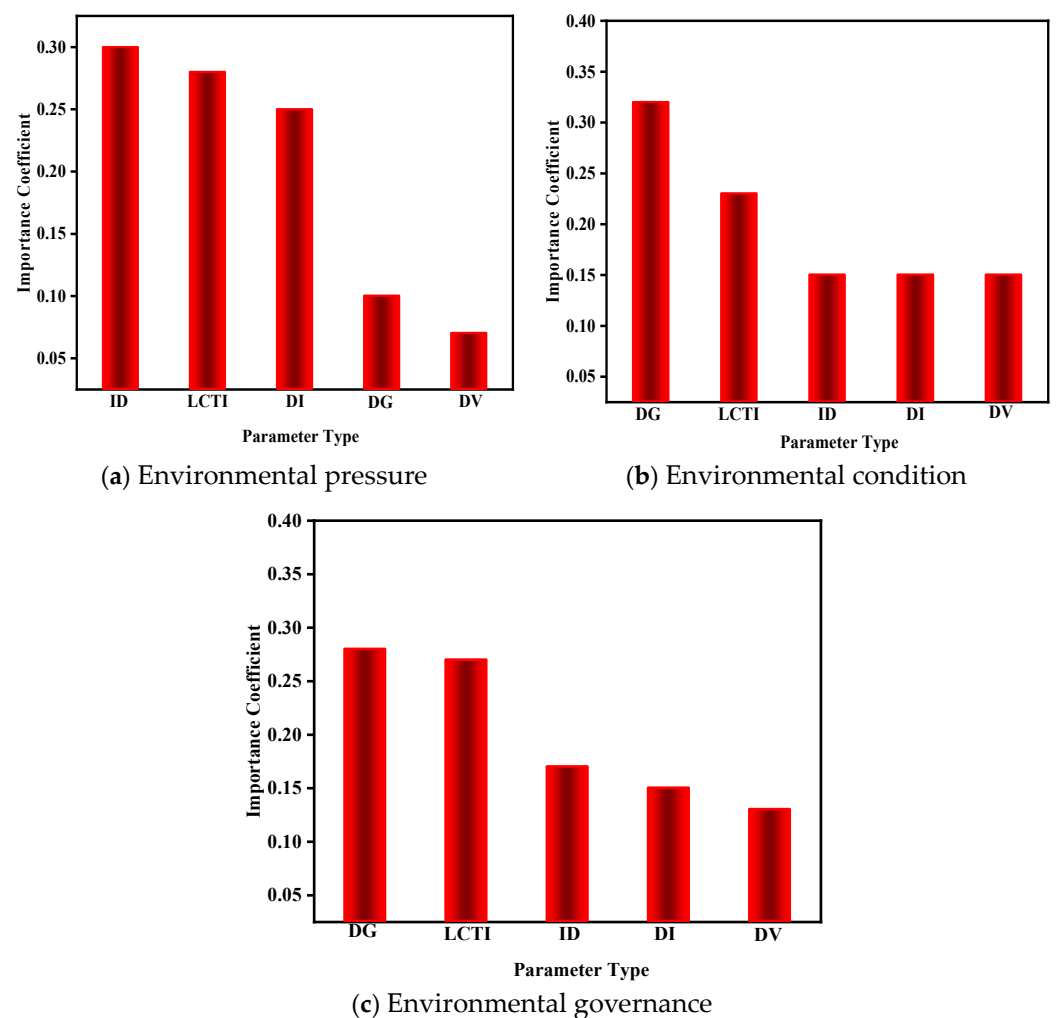 Importance Coefficient
0.30
0.25
0.20
0.15
0.10
0.05
ID LCTI DI DG DV
Parameter Type
(a) Environmental pressure
Importance Coefficient
0.40
0.35
0.30
0.25
0.20
0.15
0.10
0.05
DG LCTI ID DI DV
Parameter Type
(b) Environmental condition
Importance Coefficient
0.40
0.35
0.30
0.25
0.20
0.15
0.10
0.05
DG LCTI ID DI DV
Parameter Type
(c) Environmental governance